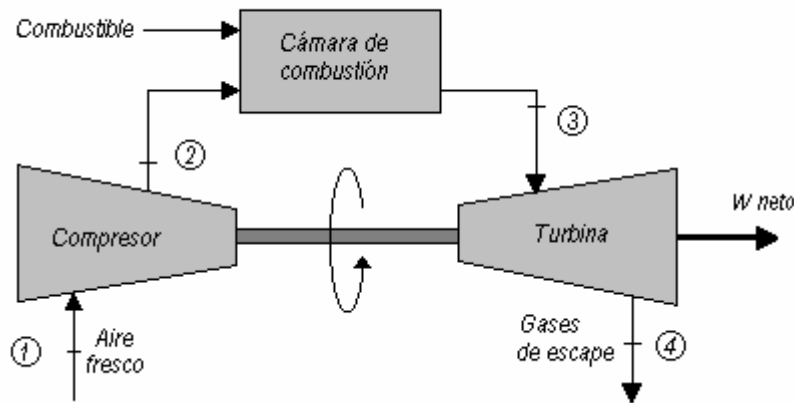 Combustible
Cámara de
combustión
2
3
Compresor
Turbina
W neto
1
Aire
fresco
Gases
de escape
4